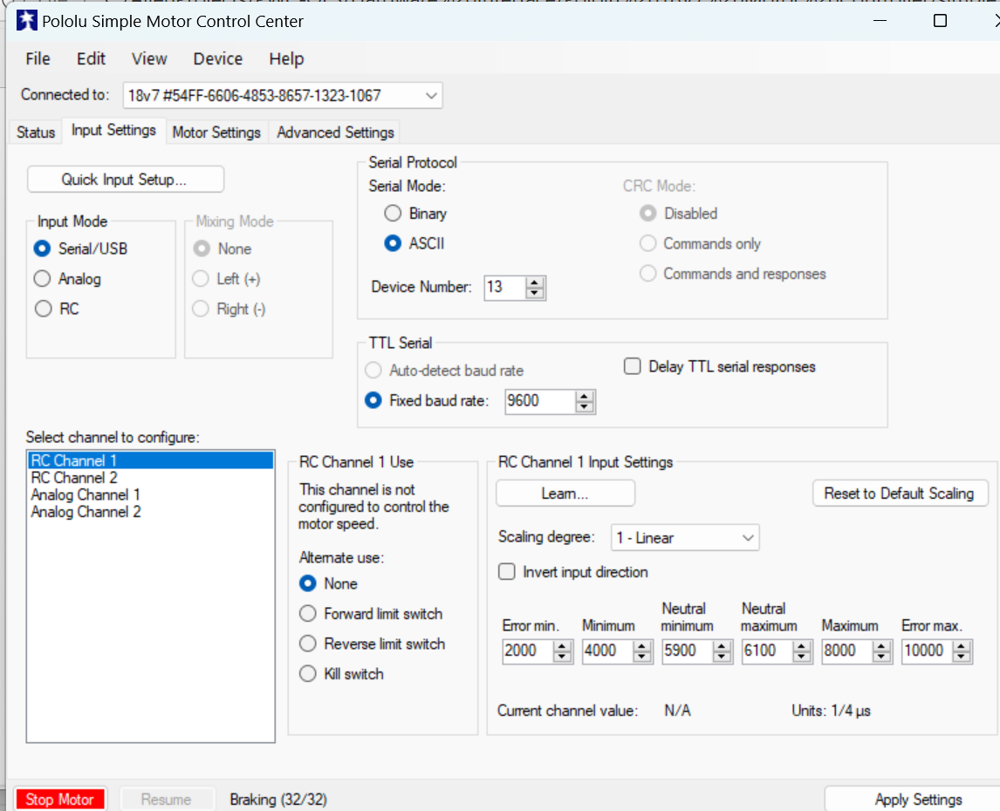 Pololu Simple Motor Control Center
File Edit View Device Help
Connected to: 18v7 #54FF-6606-4853-8657-1323-1067
Status Input Settings Motor Settings Advanced Settings
Quick Input Setup...
Input Mode
Serial/USB
Analog
RC
Mixing Mode
None
Left (+)
Right (-)
Serial Protocol
Serial Mode:
Binary
ASCII
Device Number: 13
CRC Mode:
Disabled
Commands only
Commands and responses
TTL Serial
Auto-detect baud rate
Fixed baud rate: 9600
Delay TTL serial responses
Select channel to configure:
RC Channel 1
RC Channel 2
Analog Channel 1
Analog Channel 2
RC Channel 1 Use
This channel is not
configured to control the
motor speed.
Alternate use:
None
Forward limit switch
Reverse limit switch
Kill switch
RC Channel 1 Input Settings
Learn... Reset to Default Scaling
Scaling degree: 1 - Linear
Invert input direction
Error min. Minimum Neutral minimum Neutral maximum Maximum Error max.
2000 4000 5900 6100 8000 10000
Current channel value: N/A Units: 1/4 µs
Stop Motor Resume Braking (32/32) Apply Settings